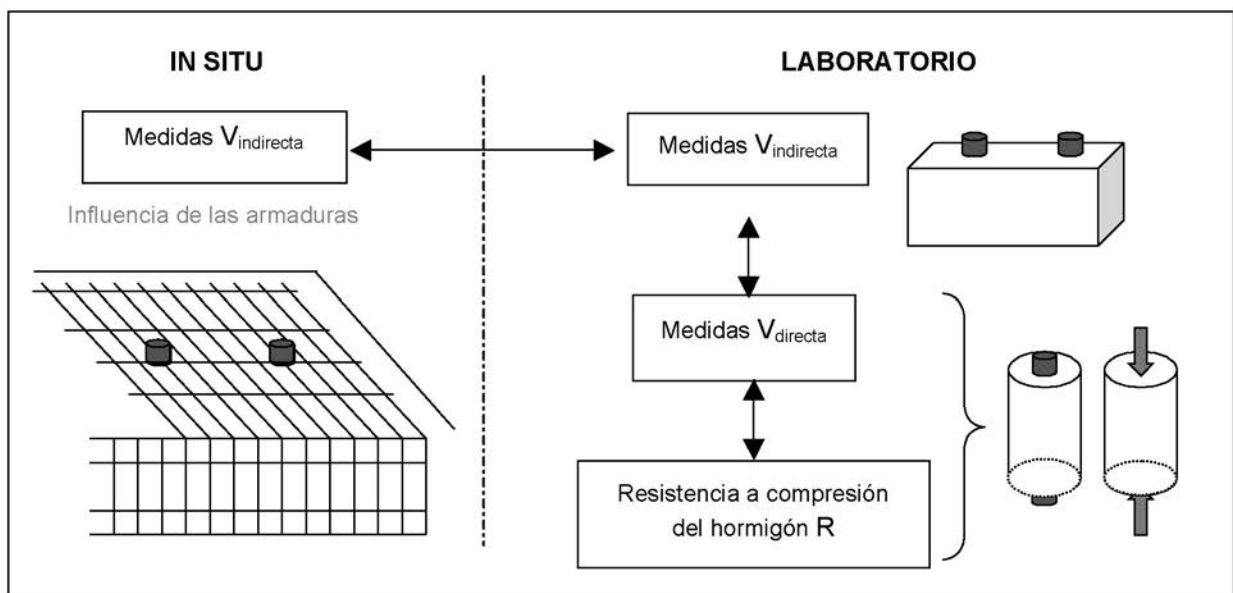 IN SITU
Medidas Vindirecta
Influencia de las armaduras
LABORATORIO
Medidas Vindirecta
Medidas Vdirecta
Resistencia a compresión
del hormigón R